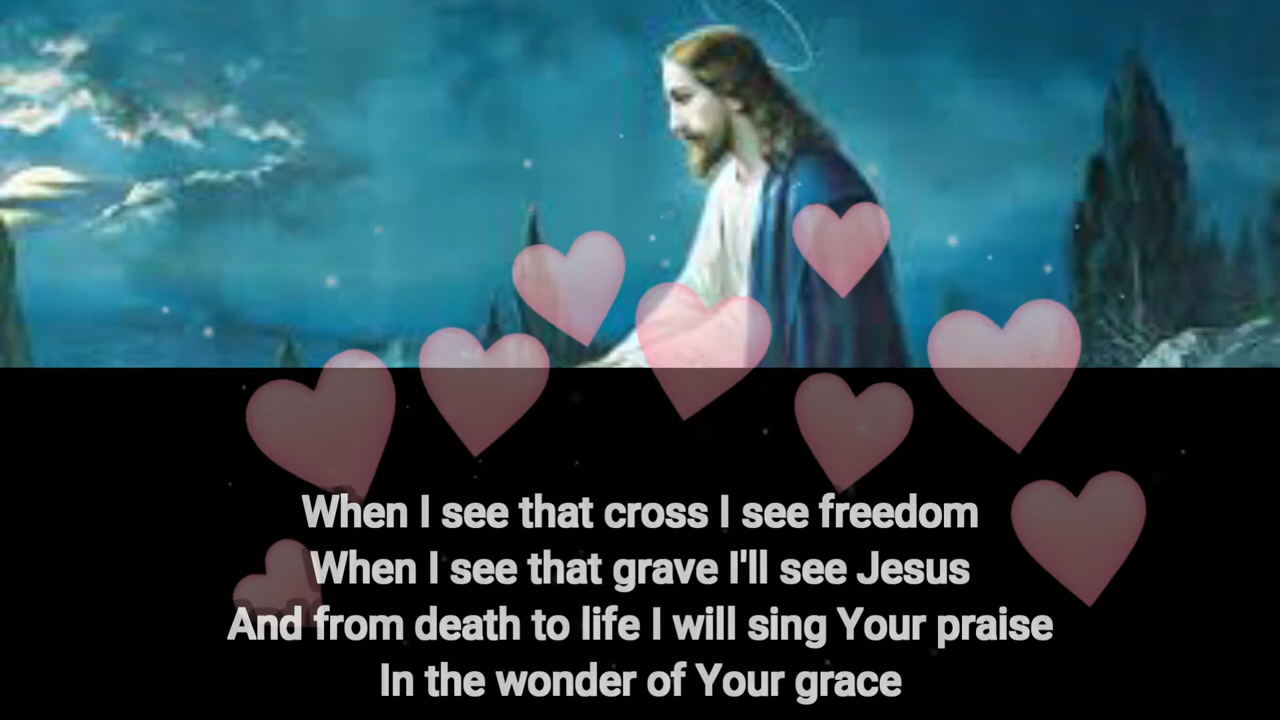 When I see that cross I see freedom
When I see that grave I'll see Jesus
And from death to life I will sing Your praise
In the wonder of Your grace